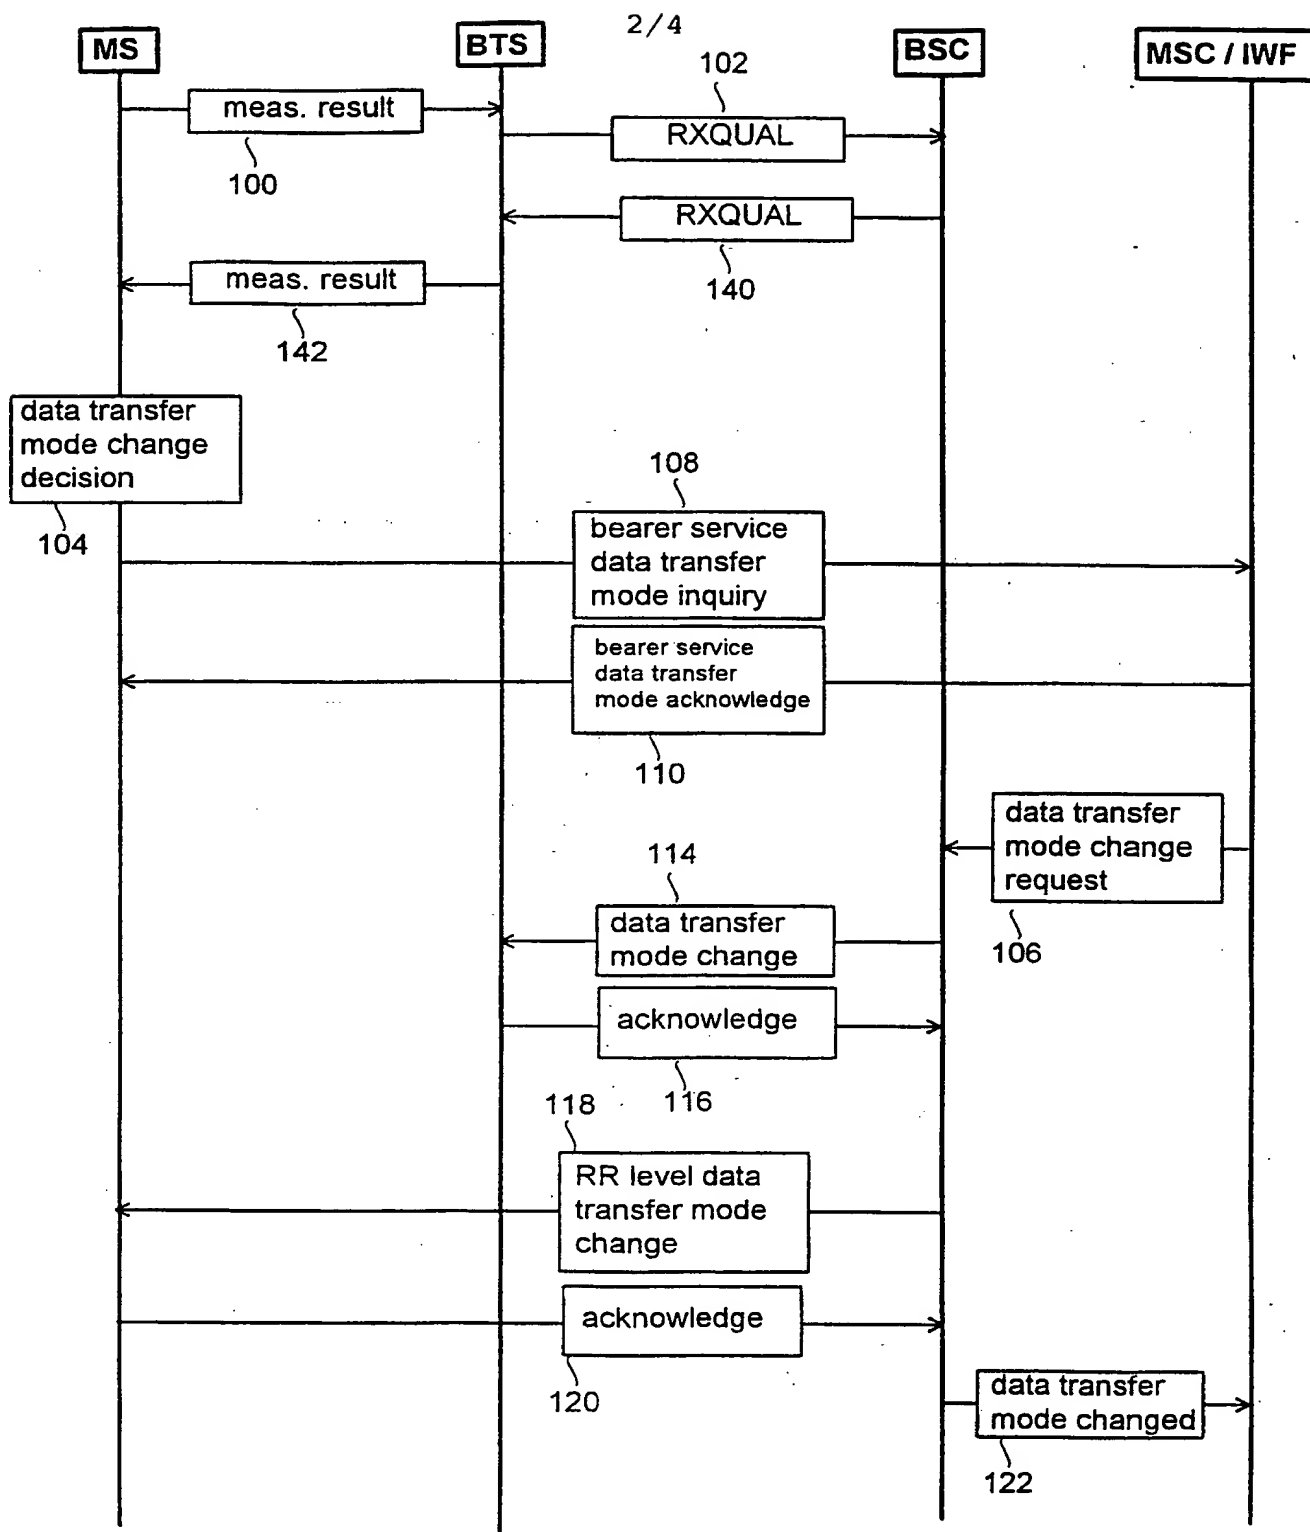 2/4
MS
BTS
BSC
MSC / IWF
102
meas. result
RXQUAL
100
RXQUAL
meas. result
140
142
data transfer
mode change
decision
104
108
bearer service
data transfer
mode inquiry
bearer service
data transfer
mode acknowledge
110
data transfer
mode change
request
106
114
data transfer
mode change
acknowledge
116
118
RR level data
transfer mode
change
acknowledge
120
data transfer
mode changed
122